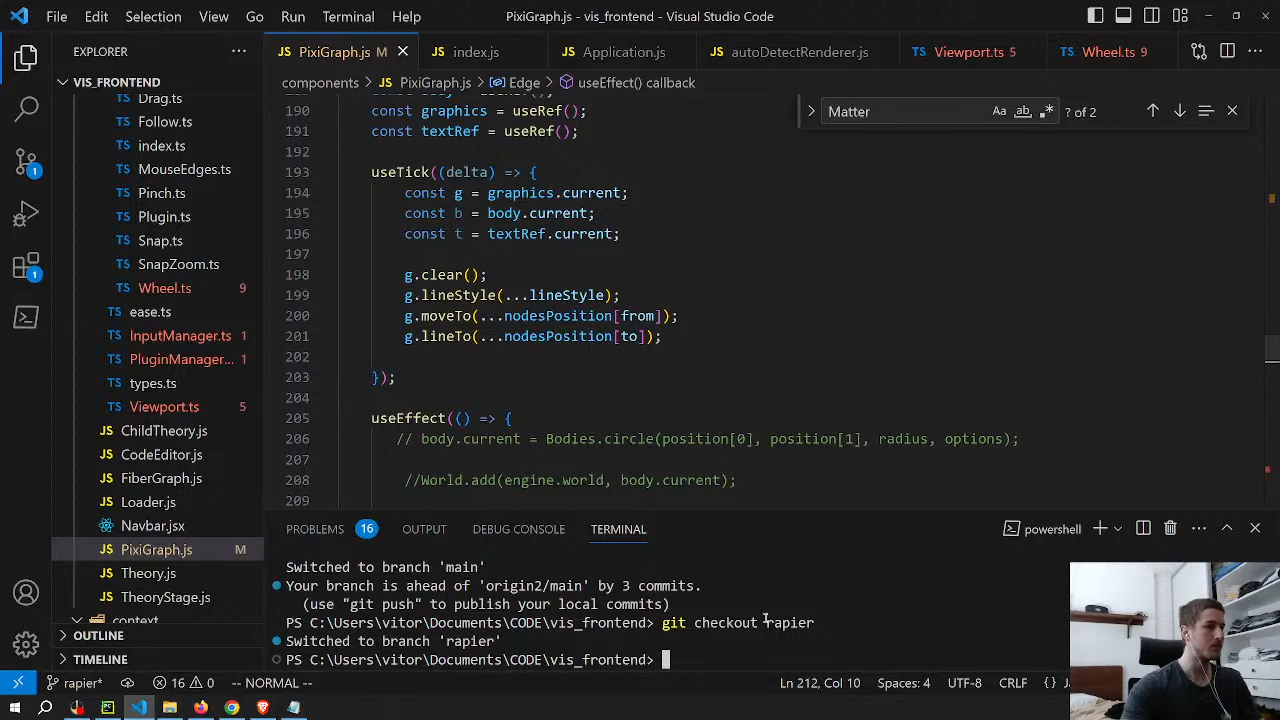 File Edit Selection View Go Run Terminal Help PixiGraph.js - vis_frontend - Visual Studio Code
EXPLORER
VIS_FRONTEND
Drag.ts
TS Follow.ts
TS index.ts
TS MouseEdges.ts
TS Pinch.ts
TS Plugin.ts
TS Snap.ts
TS SnapZoom.ts
TS Wheel.ts 9
TS ease.ts
TS InputManager.ts 1
TS PluginManager... 1
TS types.ts
TS Viewport.ts 5
JS ChildTheory.js
JS CodeEditor.js
JS FiberGraph.js
JS Loader.js
Navbar.jsx
JS PixiGraph.js M
JS Theory.js
JS TheoryStage.js
context
OUTLINE
TIMELINE
1
1
JS PixiGraph.js M JS index.js JS Application.js JS autoDetectRenderer.js TS Viewport.ts 5 TS Wheel.ts 9
components > JS PixiGraph.js > Edge > useEffect() callback
Matter Aa ab ? of 2
190 const graphics = useRef();
191 const textRef = useRef();
192
193 useTick((delta) => {
194 const g = graphics.current;
195 const b = body.current;
196 const t = textRef.current;
197
198 g.clear();
199 g.lineStyle(...lineStyle);
200 g.moveTo(...nodesPosition[from]);
201 g.lineTo(...nodesPosition[to]);
202
203 });
204
205 useEffect(() => {
206 // body.current = Bodies.circle(position[0], position[1], radius, options);
207
208 //World.add(engine.world, body.current);
209
PROBLEMS 16 OUTPUT DEBUG CONSOLE TERMINAL powershell
Switched to branch 'main'
Your branch is ahead of 'origin2/main' by 3 commits.
(use "git push" to publish your local commits)
PS C:\Users\vitor\Documents\CODE\vis_frontend> git checkout rapier
Switched to branch 'rapier'
PS C:\Users\vitor\Documents\CODE\vis_frontend>
rapier* 16 0 -- NORMAL -- Ln 212, Col 10 Spaces: 4 UTF-8 CRLF {}